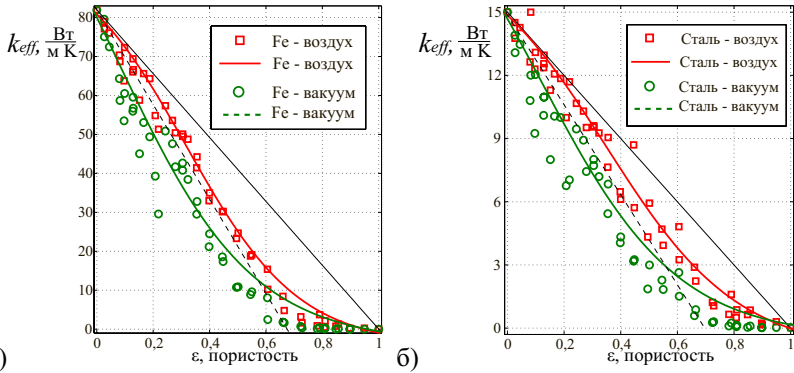 80
70
60
50
40
30
20
10
0
k_eff, Вт / м К
Fe - воздух
Fe - воздух
Fe - вакуум
Fe - вакуум
0 0,2 0,4 0,6 0,8 1
ε, пористость
)
15
12
9
6
3
0
k_eff, Вт / м К
Сталь - воздух
Сталь - воздух
Сталь - вакуум
Сталь - вакуум
0 0,2 0,4 0,6 0,8 1
б) ε, пористость